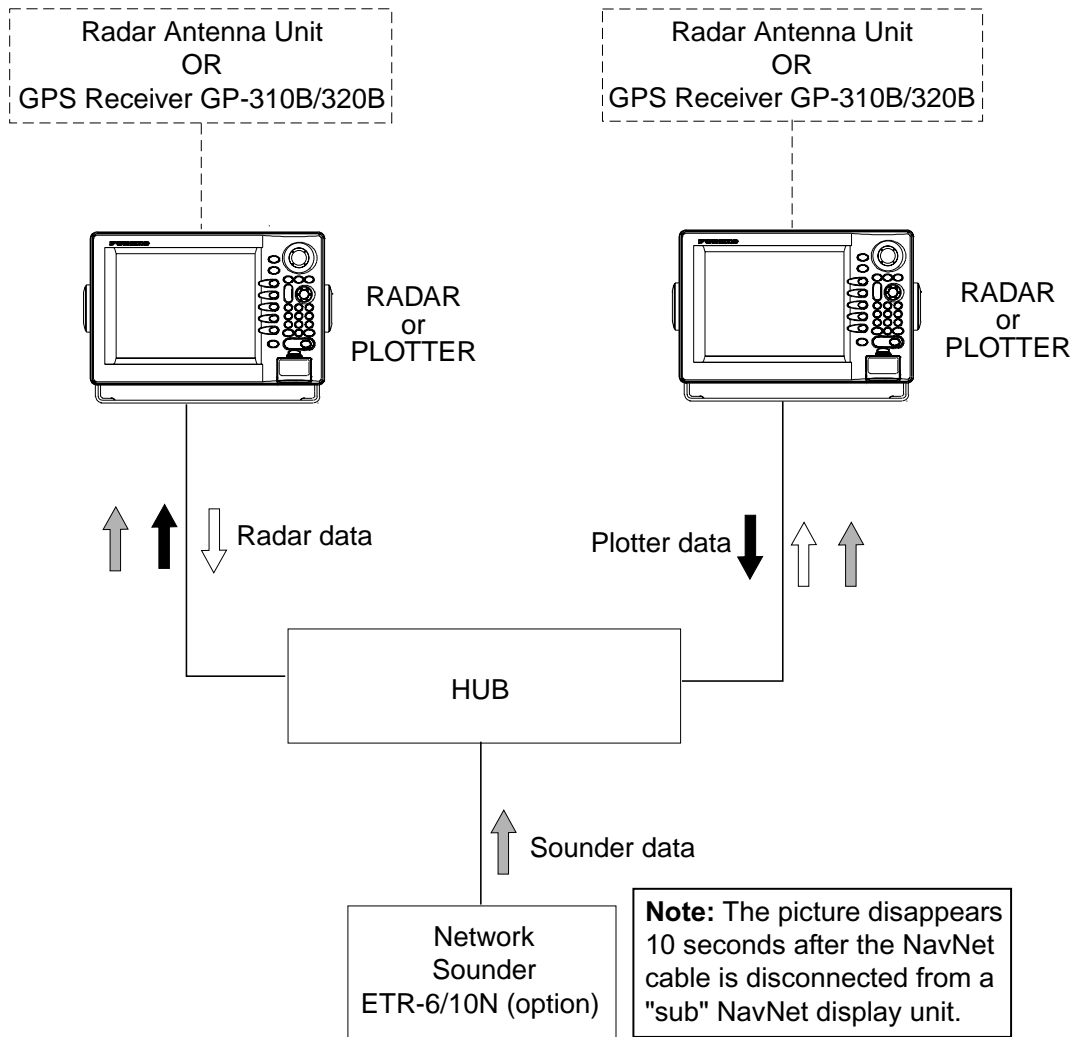 Radar Antenna Unit
OR
GPS Receiver GP-310B/320B
Radar Antenna Unit
OR
GPS Receiver GP-310B/320B
RADAR
or
PLOTTER
RADAR
or
PLOTTER
Radar data
Plotter data
HUB
Sounder data
Network
Sounder
ETR-6/10N (option)
Note: The picture disappears
10 seconds after the NavNet
cable is disconnected from a
"sub" NavNet display unit.